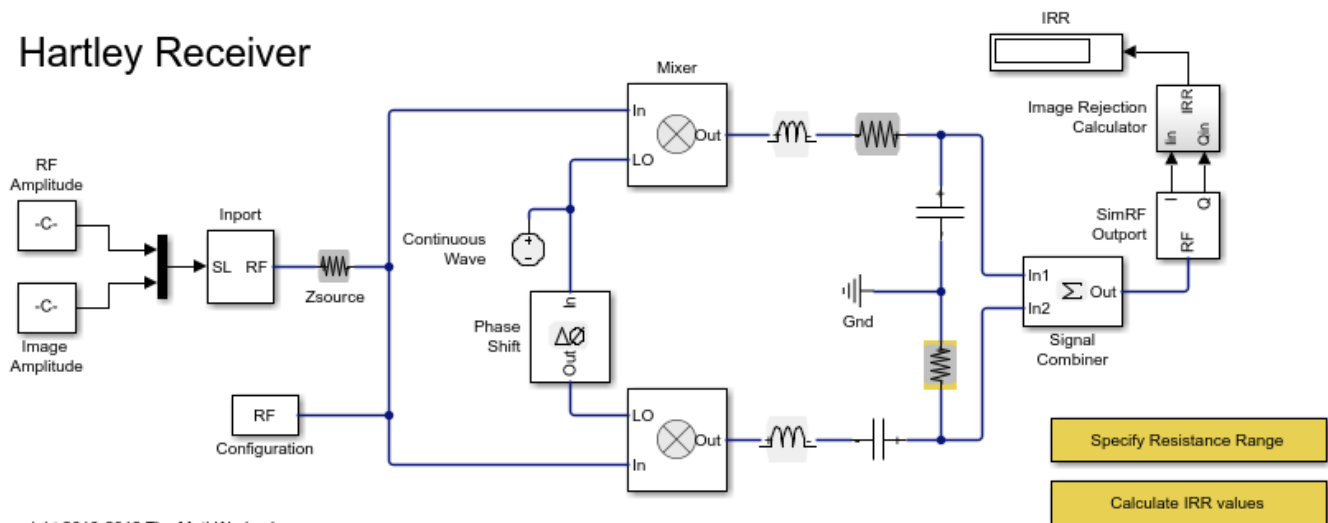 Hartley Receiver
IRR
Mixer
In
Out
LO
Image Rejection
Calculator
IRR
Iin
Qin
RF
Amplitude
-C-
Inport
SL
RF
Zsource
-C-
Image
Amplitude
Continuous
Wave
+
-
Phase
Shift
In
ΔØ
Out
+
-
Gnd
SimRF
Outport
I
Q
RF
In1
In2
Σ
Out
Signal
Combiner
RF
Configuration
LO
Out
In
+
-
+
Specify Resistance Range
Calculate IRR values